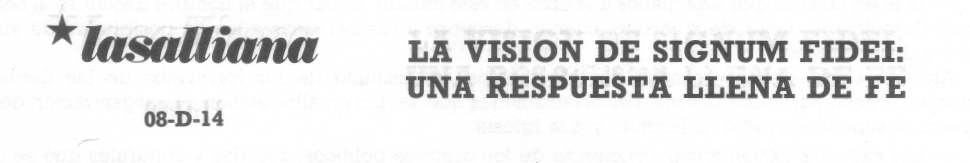 ★lasalliana
08-D-14
LA VISION DE SIGNUM FIDEI:
UNA RESPUESTA LLENA DE FE